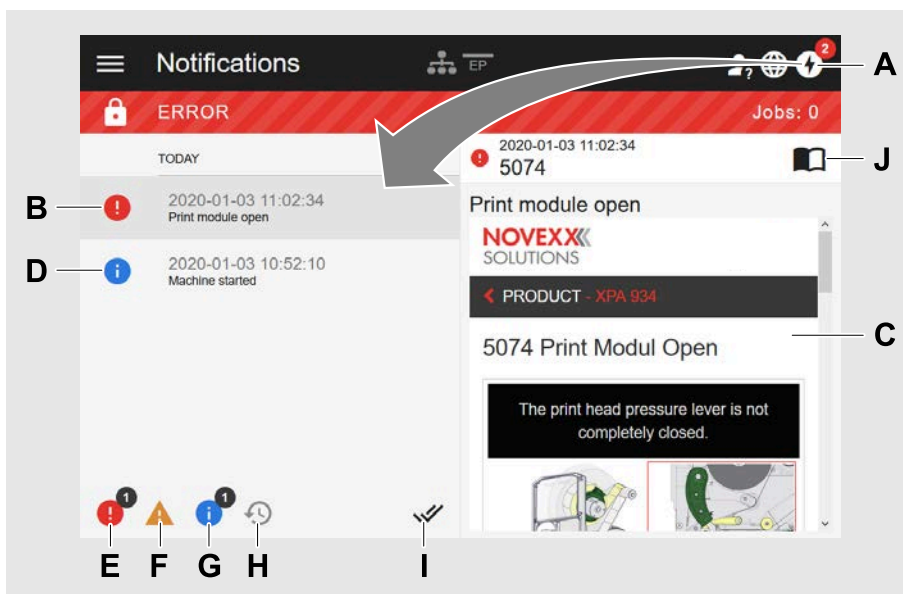 Notifications
EP
2
A
ERROR
Jobs: 0
TODAY
2020-01-03 11:02:34
5074
J
B
2020-01-03 11:02:34
Print module open
Print module open
NOVEXX
SOLUTIONS
D
2020-01-03 10:52:10
Machine started
PRODUCT - XPA 934
5074 Print Modul Open
C
The print head pressure lever is not
completely closed.
1
1
E F G H I